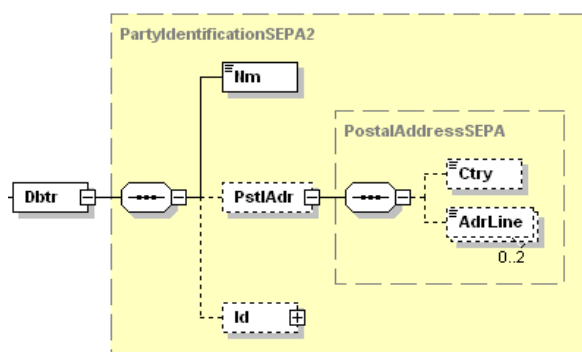 PartyIdentificationSEPA2
Nm
PostalAddressSEPA
Ctry
Dbtr
PstlAdr
AdrLine
0..2
Id